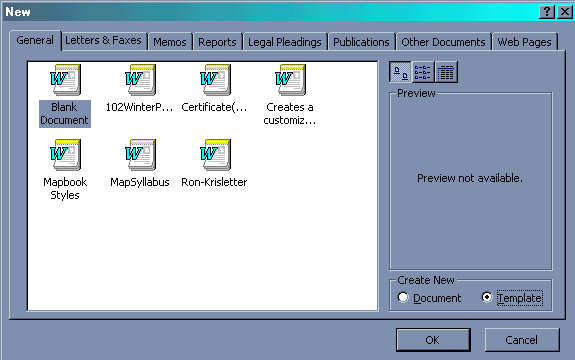 New
General Letters & Faxes Memos Reports Legal Pleadings Publications Other Documents Web Pages
Blank Document
102WinterP...
Certificate(...
Creates a customiz...
Mapbook Styles
MapSyllabus
Ron-Krisletter
Preview
Preview not available.
Create New
Document Template
OK Cancel